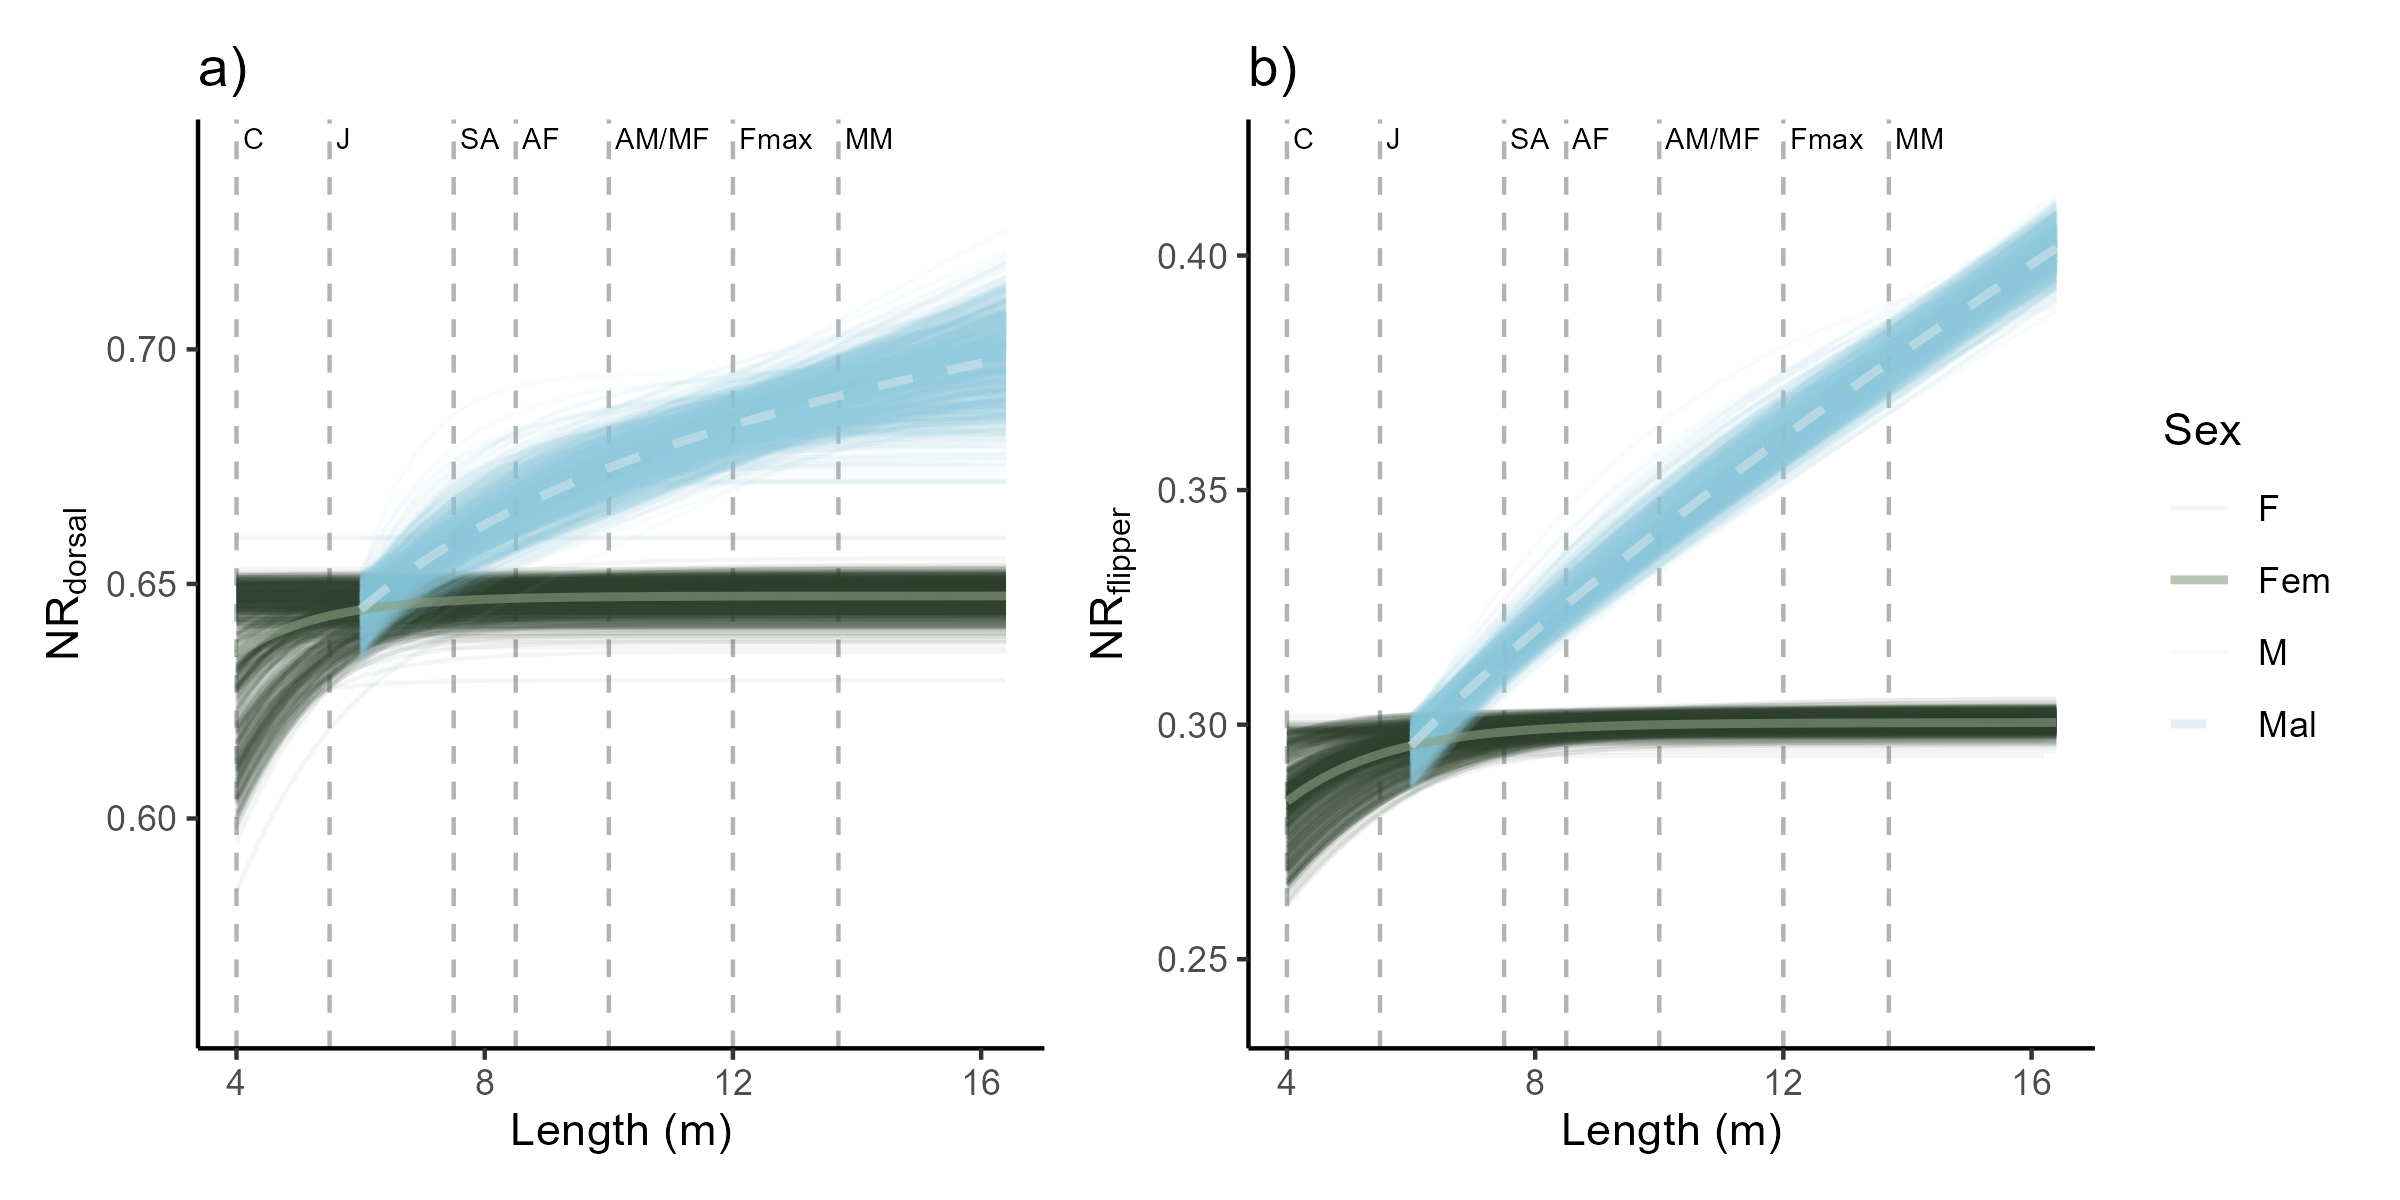 a)
C J SA AF AM/MF Fmax MM
0.70
0.65
0.60
NRdorsal
4 8 12 16
Length (m)
b)
C J SA AF AM/MF Fmax MM
0.40
0.35
0.30
0.25
NRflipper
4 8 12 16
Length (m)
Sex
F
Fem
M
Mal